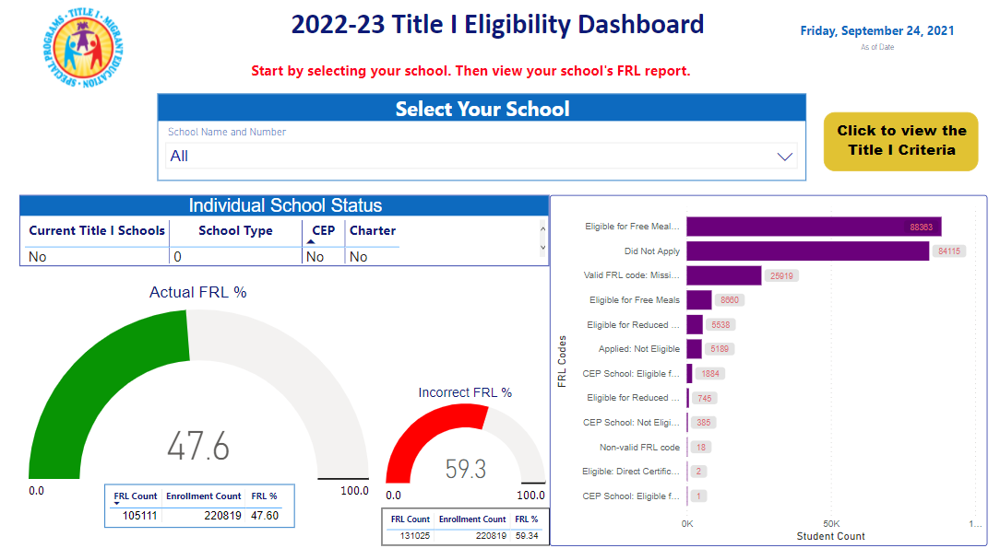 SPECIAL PROGRAMS · TITLE I · MIGRANT EDUCATION
2022-23 Title I Eligibility Dashboard
Friday, September 24, 2021
As of Date
Start by selecting your school. Then view your school's FRL report.
Select Your School
School Name and Number
All
Click to view the
Title I Criteria
Individual School Status
Current Title I Schools School Type CEP Charter
No 0 No No
Actual FRL %
47.6
0.0 100.0
FRL Count Enrollment Count FRL %
105111 220819 47.60
Incorrect FRL %
59.3
0.0 100.0
FRL Count Enrollment Count FRL %
131025 220819 59.34
FRL Codes
Eligible for Free Meal... 88363
Did Not Apply 84115
Valid FRL code: Missi... 25919
Eligible for Free Meals 8660
Eligible for Reduced ... 5538
Applied: Not Eligible 5189
CEP School: Eligible f... 1884
Eligible for Reduced ... 745
CEP School: Not Eligi... 385
Non-valid FRL code 18
Eligible: Direct Certific... 2
CEP School: Eligible f... 1
0K 50K 1...
Student Count